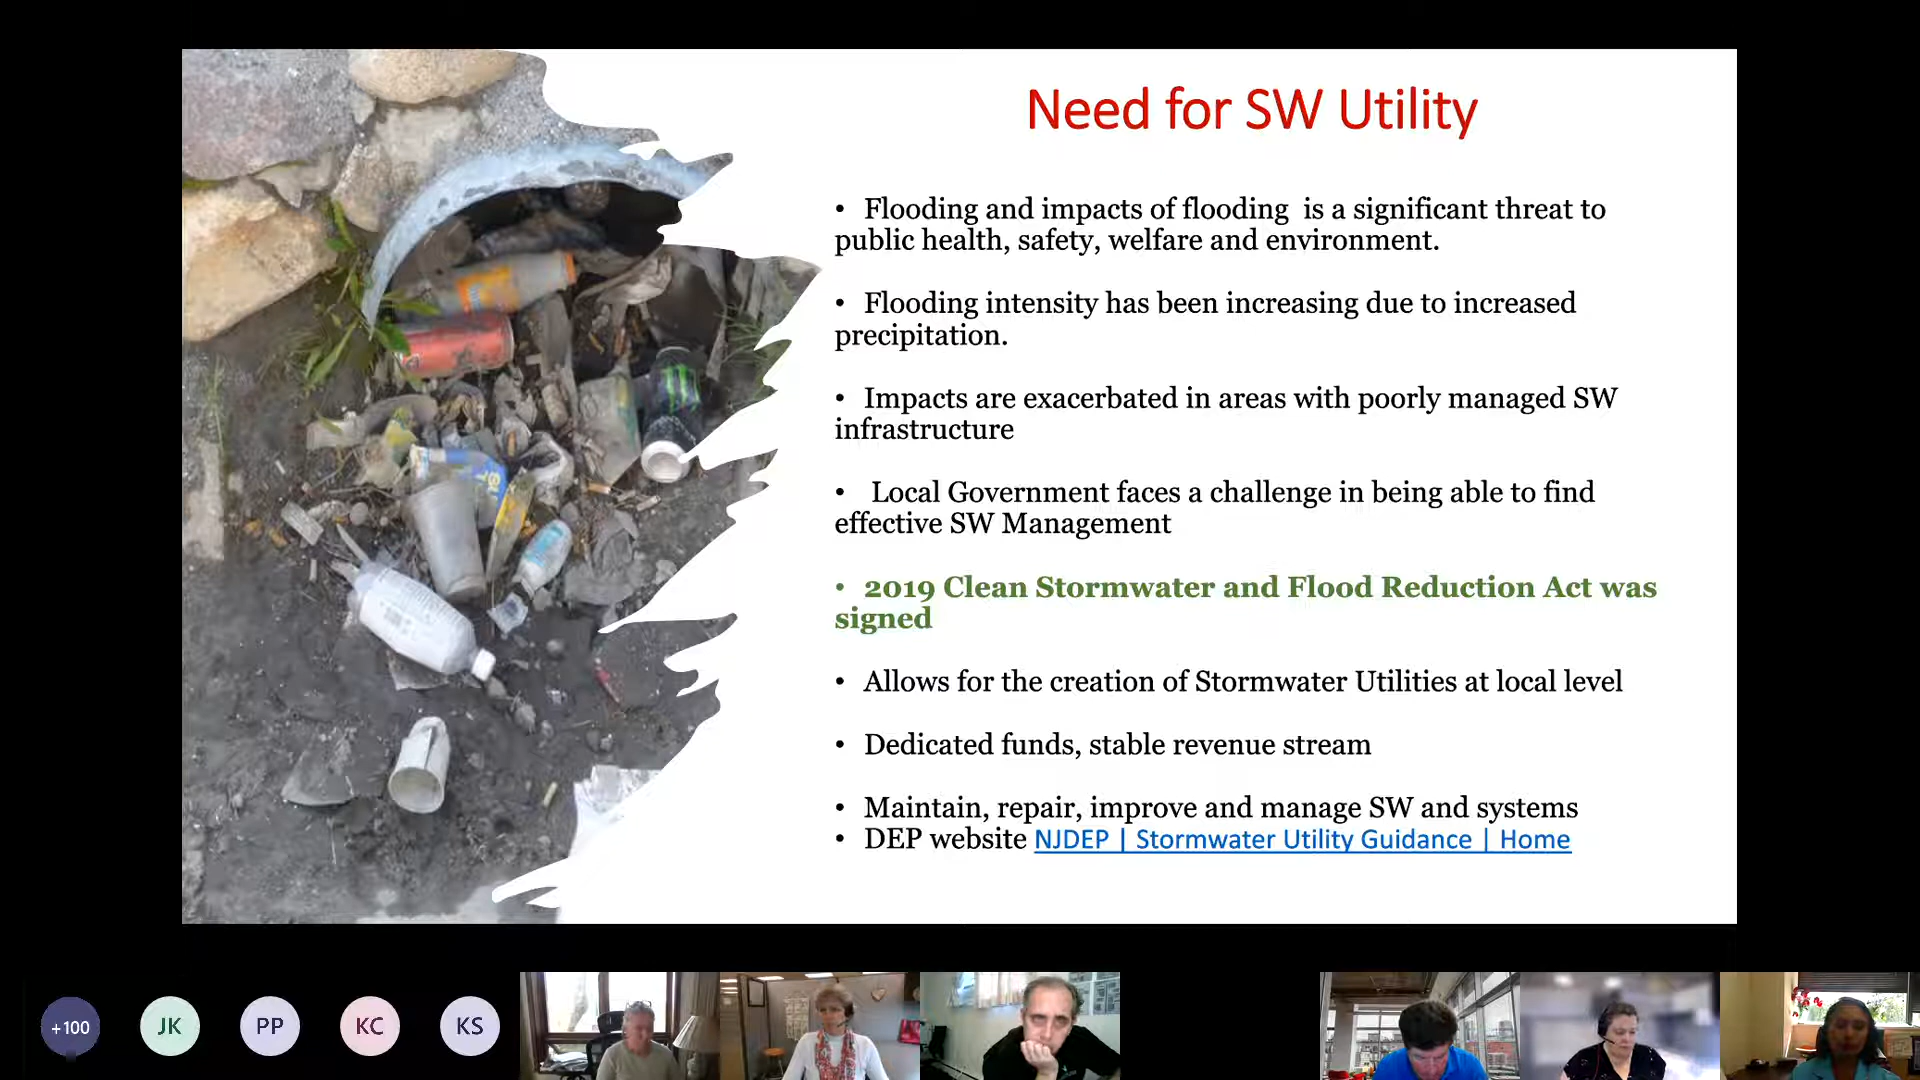 Need for SW Utility
• Flooding and impacts of flooding is a significant threat to
public health, safety, welfare and environment.
• Flooding intensity has been increasing due to increased
precipitation.
• Impacts are exacerbated in areas with poorly managed SW
infrastructure
• Local Government faces a challenge in being able to find
effective SW Management
• 2019 Clean Stormwater and Flood Reduction Act was
signed
• Allows for the creation of Stormwater Utilities at local level
• Dedicated funds, stable revenue stream
• Maintain, repair, improve and manage SW and systems
• DEP website NJDEP | Stormwater Utility Guidance | Home
+100
JK
PP
KC
KS